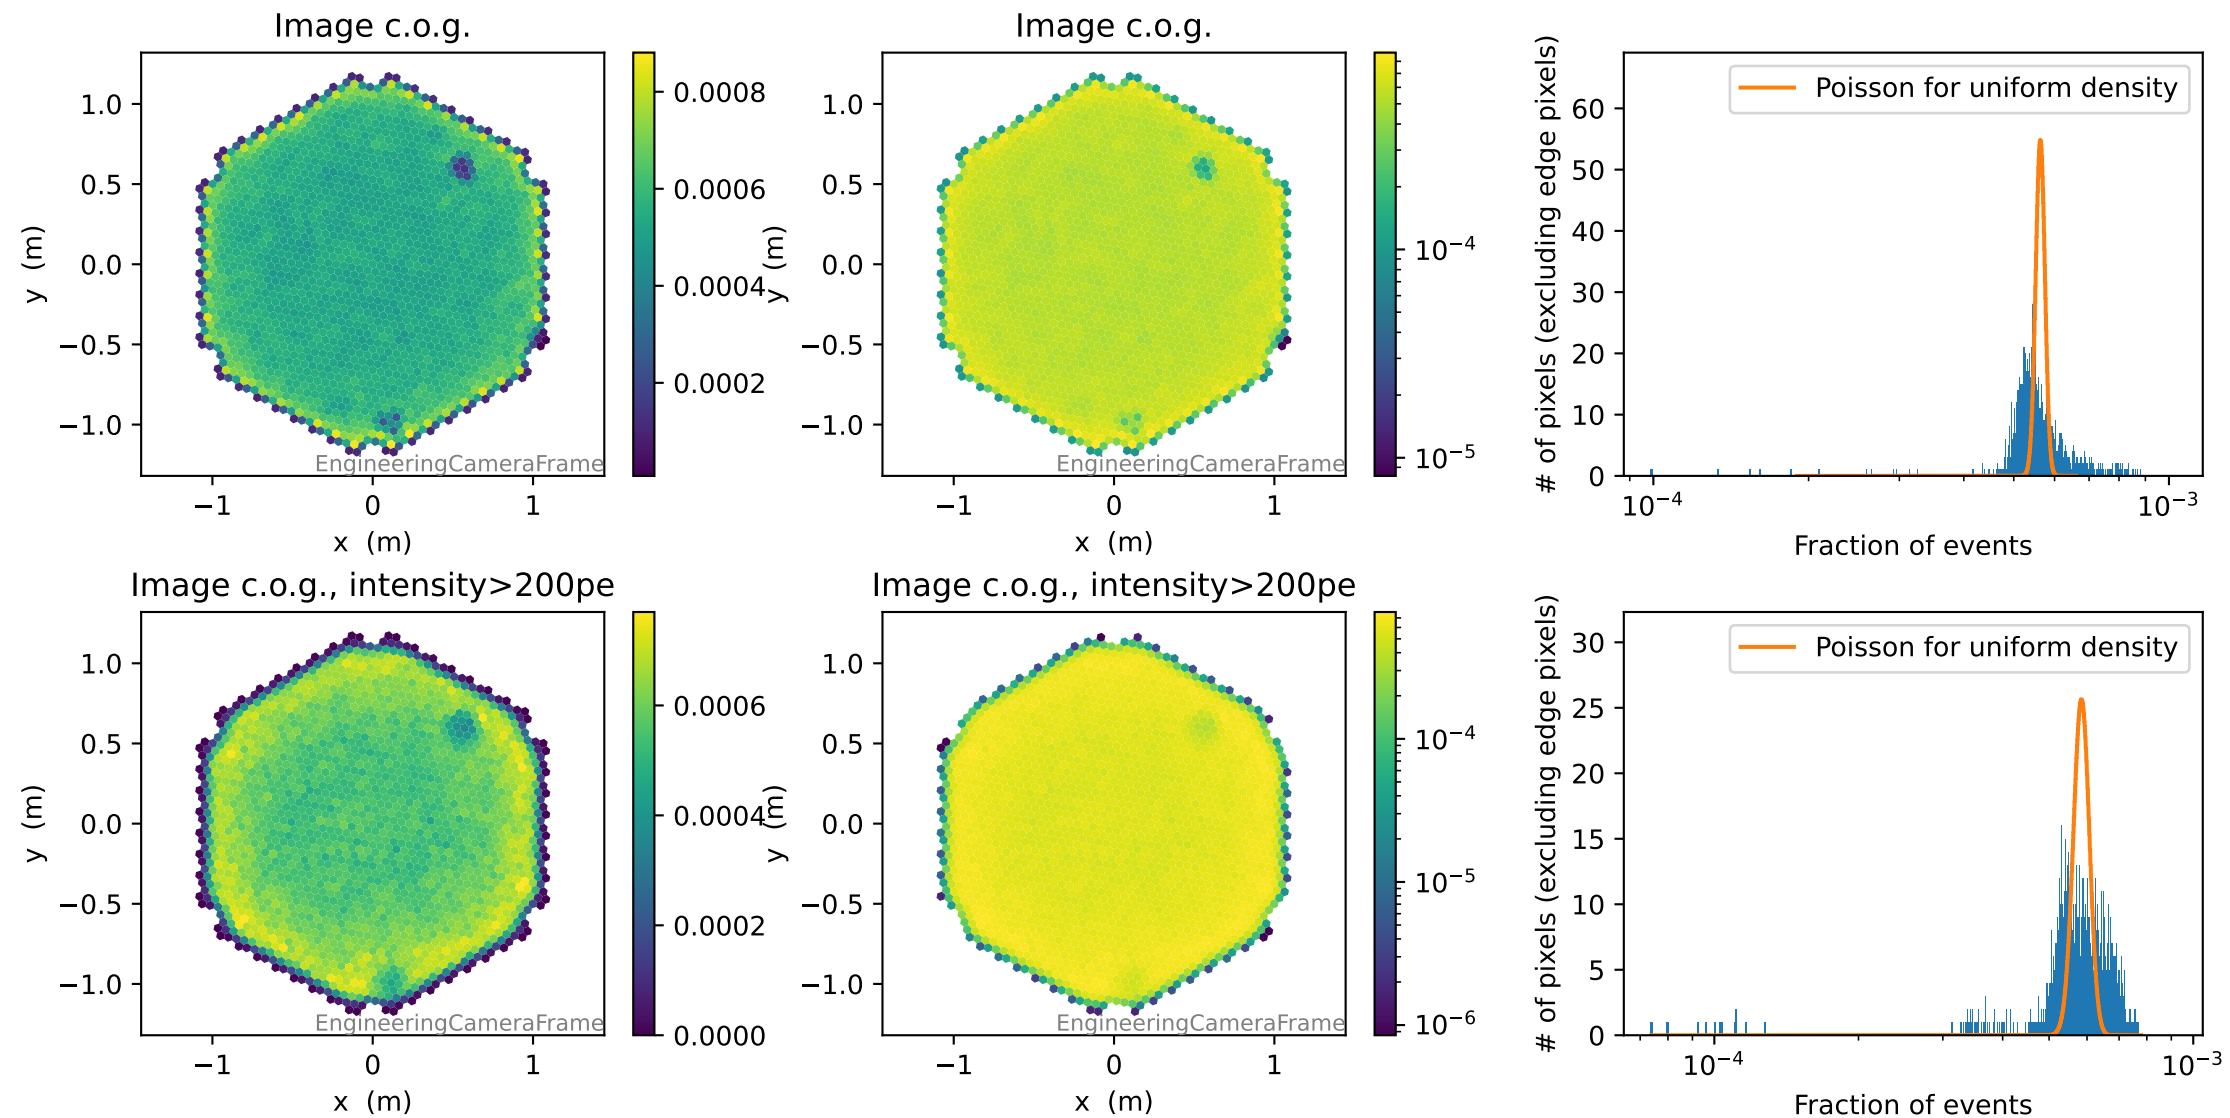 Image c.o.g.
1.0
0.5
0.0
−0.5
−1.0
y (m)
−1
0
1
x (m)
EngineeringCameraFrame
0.0008
0.0006
0.0004
0.0002
Image c.o.g.
1.0
0.5
0.0
−0.5
−1.0
y (m)
−1
0
1
x (m)
EngineeringCameraFrame
10⁻⁴
10⁻⁵
Poisson for uniform density
# of pixels (excluding edge pixels)
60
50
40
30
20
10
0
10⁻⁴
10⁻³
Fraction of events
Image c.o.g., intensity>200pe
1.0
0.5
0.0
−0.5
−1.0
y (m)
−1
0
1
x (m)
EngineeringCameraFrame
0.0006
0.0004
0.0002
0.0000
Image c.o.g., intensity>200pe
1.0
0.5
0.0
−0.5
−1.0
y (m)
−1
0
1
x (m)
EngineeringCameraFrame
10⁻⁴
10⁻⁵
10⁻⁶
Poisson for uniform density
# of pixels (excluding edge pixels)
30
25
20
15
10
5
0
10⁻⁴
10⁻³
Fraction of events